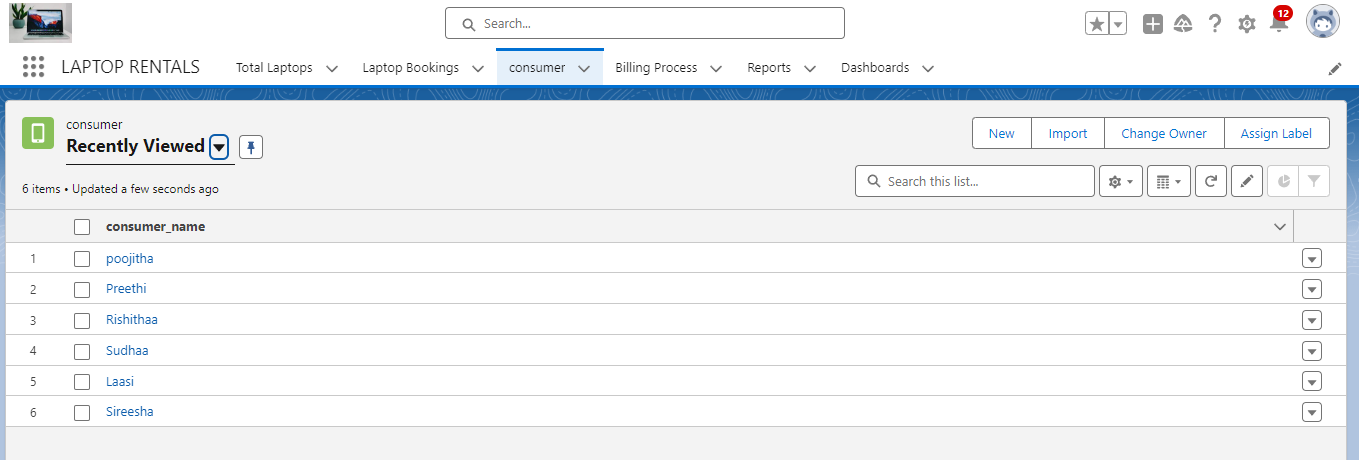 Search...
12
LAPTOP RENTALS Total Laptops Laptop Bookings consumer Billing Process Reports Dashboards
consumer
Recently Viewed
New Import Change Owner Assign Label
6 items • Updated a few seconds ago
Search this list...
consumer_name
1 poojitha
2 Preethi
3 Rishithaa
4 Sudhaa
5 Laasi
6 Sireesha